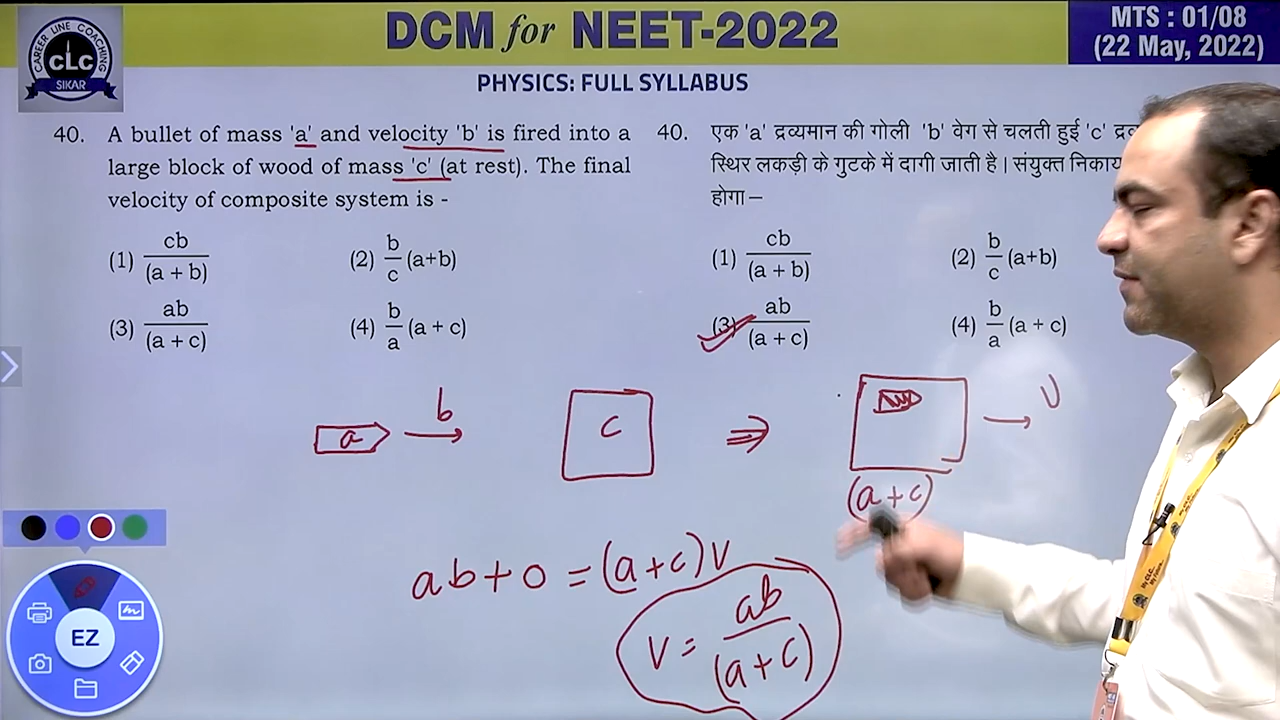 CAREER LINE COACHING
CLC
SIKAR
DCM for NEET-2022
MTS : 01/08
(22 May, 2022)
PHYSICS: FULL SYLLABUS
40. A bullet of mass 'a' and velocity 'b' is fired into a
large block of wood of mass 'c' (at rest). The final
velocity of composite system is -
(1) cb/(a + b) (2) b/c (a+b)
(3) ab/(a + c) (4) b/a (a + c)
40. एक 'a' द्रव्यमान की गोली 'b' वेग से चलती हुई 'c'
स्थिर लकड़ी के गुटके में दागी जाती है। संयुक्त
होगा –
(1) cb/(a + b) (2) b/c (a+b)
(3) ab/(a + c) (4) b/a (a + c)
a b c ⇒ v
(a+c)
ab+0=(a+c)v
v= ab/(a+c)
EZ